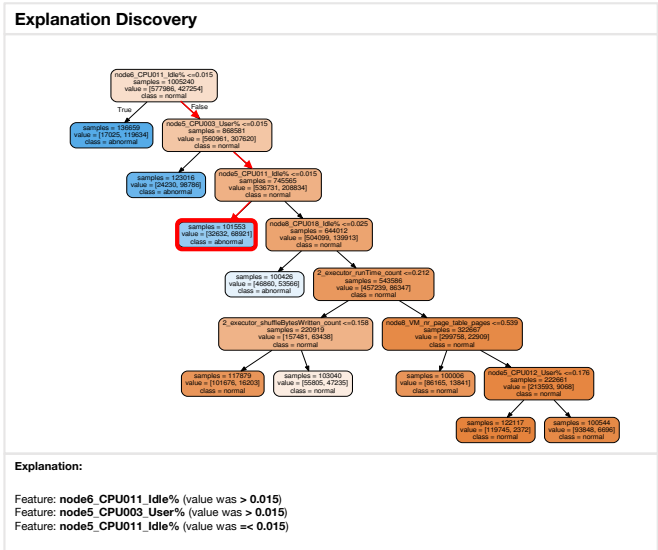 Explanation Discovery
node6_CPU011_Idle% <=0.015
samples = 1005240
value = [577986, 427254]
class = normal
True
False
samples = 136659
value = [17025, 119634]
class = abnormal
node5_CPU003_User% <=0.015
samples = 868581
value = [560961, 307620]
class = normal
samples = 123016
value = [24230, 98786]
class = abnormal
node5_CPU011_Idle% <=0.015
samples = 745565
value = [536731, 208834]
class = normal
samples = 101553
value = [32632, 68921]
class = abnormal
node8_CPU018_Idle% <=0.025
samples = 644012
value = [504099, 139913]
class = normal
samples = 100426
value = [46860, 53566]
class = abnormal
2_executor_runTime_count <=0.212
samples = 543586
value = [457239, 86347]
class = normal
2_executor_shuffleBytesWritten_count <=0.158
samples = 220919
value = [157481, 63438]
class = normal
node8_VM_nr_page_table_pages <=0.539
samples = 322667
value = [299758, 22909]
class = normal
samples = 117879
value = [101676, 16203]
class = normal
samples = 103040
value = [55805, 47235]
class = normal
samples = 100006
value = [86165, 13841]
class = normal
node5_CPU012_User% <=0.176
samples = 222661
value = [213593, 9068]
class = normal
samples = 122117
value = [119745, 2372]
class = normal
samples = 100544
value = [93848, 6696]
class = normal
Explanation:
Feature: node6_CPU011_Idle% (value was > 0.015)
Feature: node5_CPU003_User% (value was > 0.015)
Feature: node5_CPU011_Idle% (value was =< 0.015)